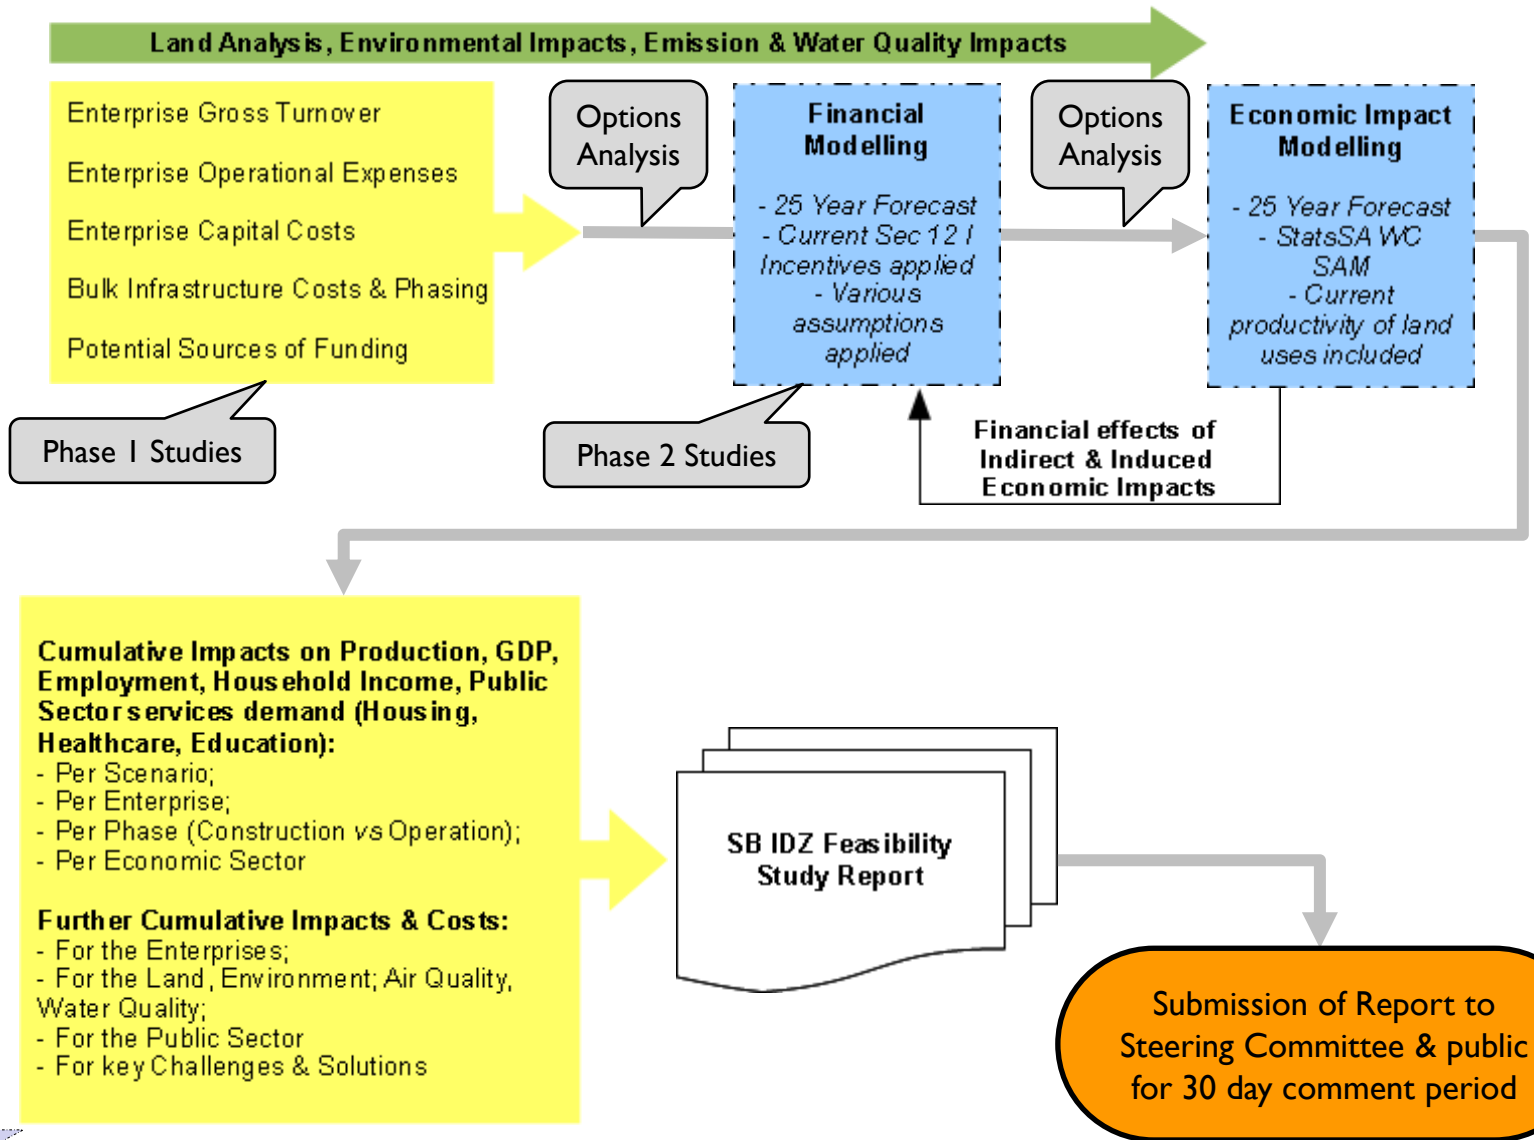 Land Analysis, Environmental Impacts, Emission & Water Quality Impacts
Enterprise Gross Turnover
Enterprise Operational Expenses
Enterprise Capital Costs
Bulk Infrastructure Costs & Phasing
Potential Sources of Funding
Phase 1 Studies
Options
Analysis
Financial
Modelling
- 25 Year Forecast
- Current Sec 12 I
Incentives applied
- Various
assumptions
applied
Phase 2 Studies
Options
Analysis
Economic Impact
Modelling
- 25 Year Forecast
- StatsSA WC
SAM
- Current
productivity of land
uses included
Financial effects of
Indirect & Induced
Economic Impacts
Cumulative Impacts on Production, GDP,
Employment, Household Income, Public
Sector services demand (Housing,
Healthcare, Education):
- Per Scenario;
- Per Enterprise;
- Per Phase (Construction vs Operation);
- Per Economic Sector
Further Cumulative Impacts & Costs:
- For the Enterprises;
- For the Land, Environment; Air Quality,
Water Quality;
- For the Public Sector
- For key Challenges & Solutions
SB IDZ Feasibility
Study Report
Submission of Report to
Steering Committee & public
for 30 day comment period